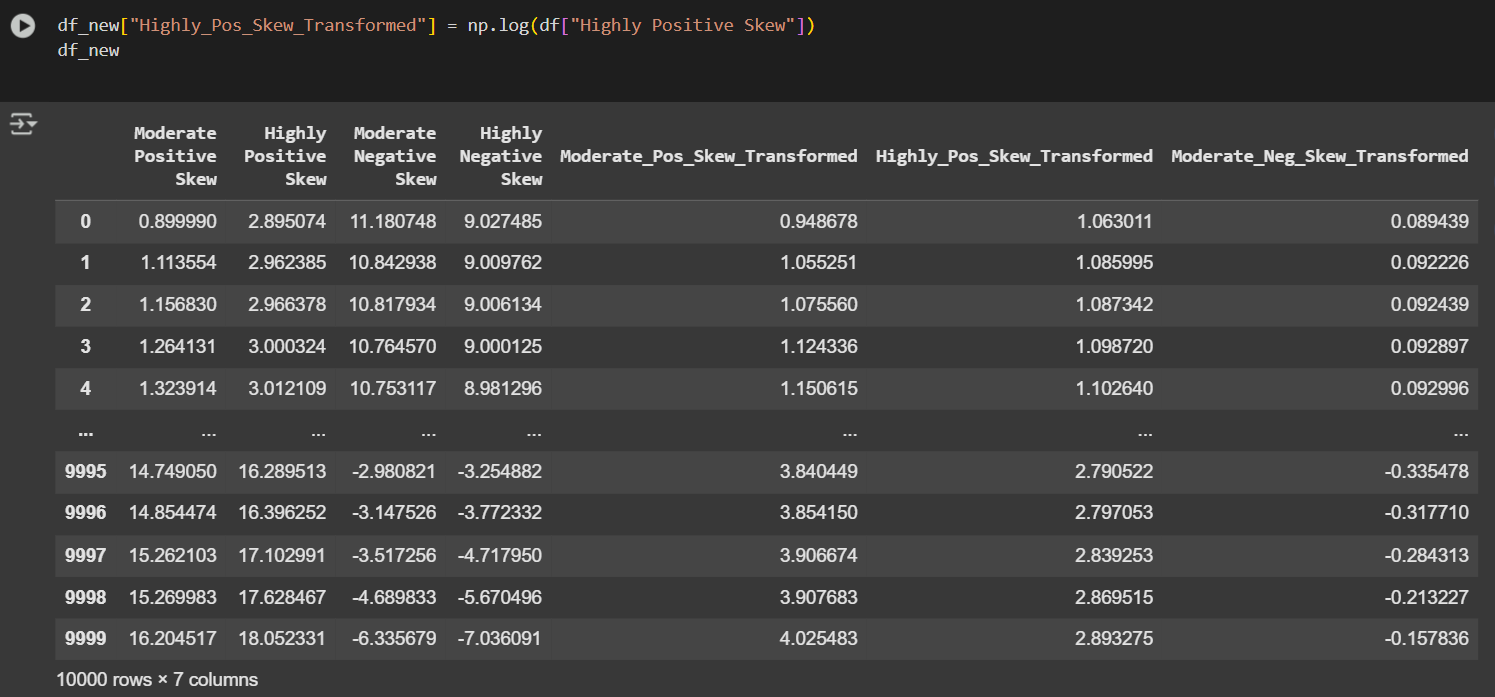 df_new["Highly_Pos_Skew_Transformed"] = np.log(df["Highly Positive Skew"])
df_new
Moderate Positive Skew Highly Positive Skew Moderate Negative Skew Highly Negative Skew Moderate_Pos_Skew_Transformed Highly_Pos_Skew_Transformed Moderate_Neg_Skew_Transformed
0 0.899990 2.895074 11.180748 9.027485 0.948678 1.063011 0.089439
1 1.113554 2.962385 10.842938 9.009762 1.055251 1.085995 0.092226
2 1.156830 2.966378 10.817934 9.006134 1.075560 1.087342 0.092439
3 1.264131 3.000324 10.764570 9.000125 1.124336 1.098720 0.092897
4 1.323914 3.012109 10.753117 8.981296 1.150615 1.102640 0.092996
... ... ... ... ... ... ... ...
9995 14.749050 16.289513 -2.980821 -3.254882 3.840449 2.790522 -0.335478
9996 14.854474 16.396252 -3.147526 -3.772332 3.854150 2.797053 -0.317710
9997 15.262103 17.102991 -3.517256 -4.717950 3.906674 2.839253 -0.284313
9998 15.269983 17.628467 -4.689833 -5.670496 3.907683 2.869515 -0.213227
9999 16.204517 18.052331 -6.335679 -7.036091 4.025483 2.893275 -0.157836
10000 rows × 7 columns